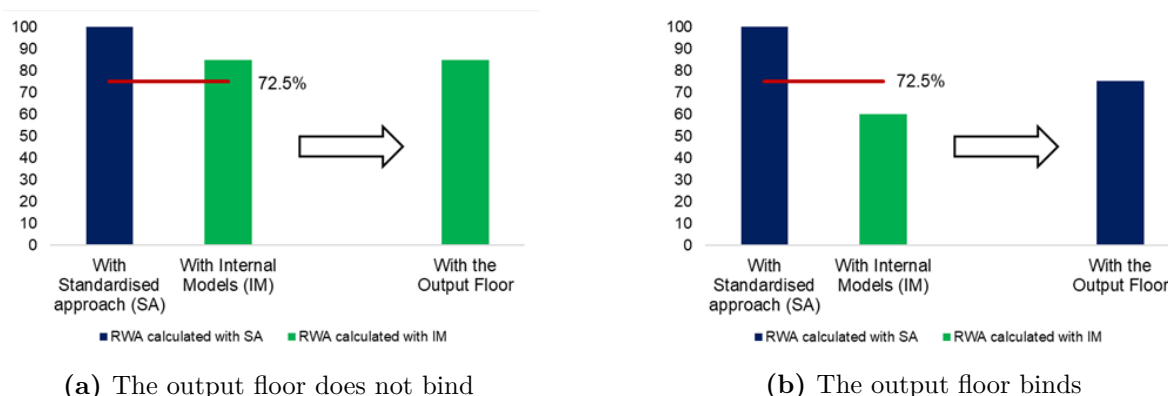 100
90
80
70
60
50
40
30
20
10
0
72.5%
With
Standardised
approach (SA)
With Internal
Models (IM)
With the
Output Floor
RWA calculated with SA
RWA calculated with IM
(a) The output floor does not bind
100
90
80
70
60
50
40
30
20
10
0
72.5%
With
Standardised
approach (SA)
With Internal
Models (IM)
With the
Output Floor
RWA calculated with SA
RWA calculated with IM
(b) The output floor binds